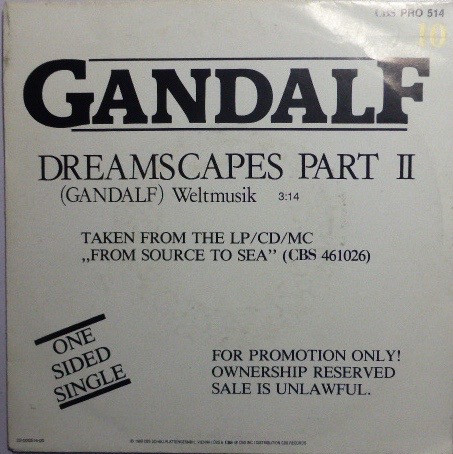 CBS PRO 514
10
GANDALF
DREAMSCAPES PART II
(GANDALF) Weltmusik 3:14
TAKEN FROM THE LP/CD/MC
„FROM SOURCE TO SEA” (CBS 461026)
ONE
SIDED
SINGLE
FOR PROMOTION ONLY!
OWNERSHIP RESERVED
SALE IS UNLAWFUL.